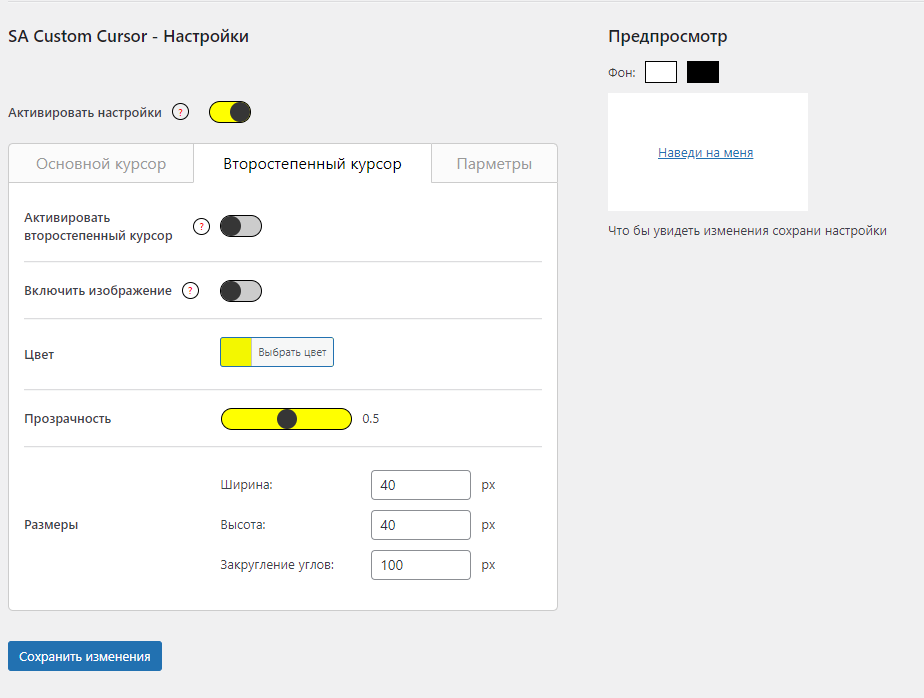 SA Custom Cursor - Настройки
Активировать настройки ?
Основной курсор Второстепенный курсор Парметры
Активировать
второстепенный курсор ?
Включить изображение ?
Цвет Выбрать цвет
Прозрачность 0.5
Размеры
Ширина: 40 px
Высота: 40 px
Закругление углов: 100 px
Сохранить изменения
Предпросмотр
Фон:
Наведи на меня
Что бы увидеть изменения сохрани настройки